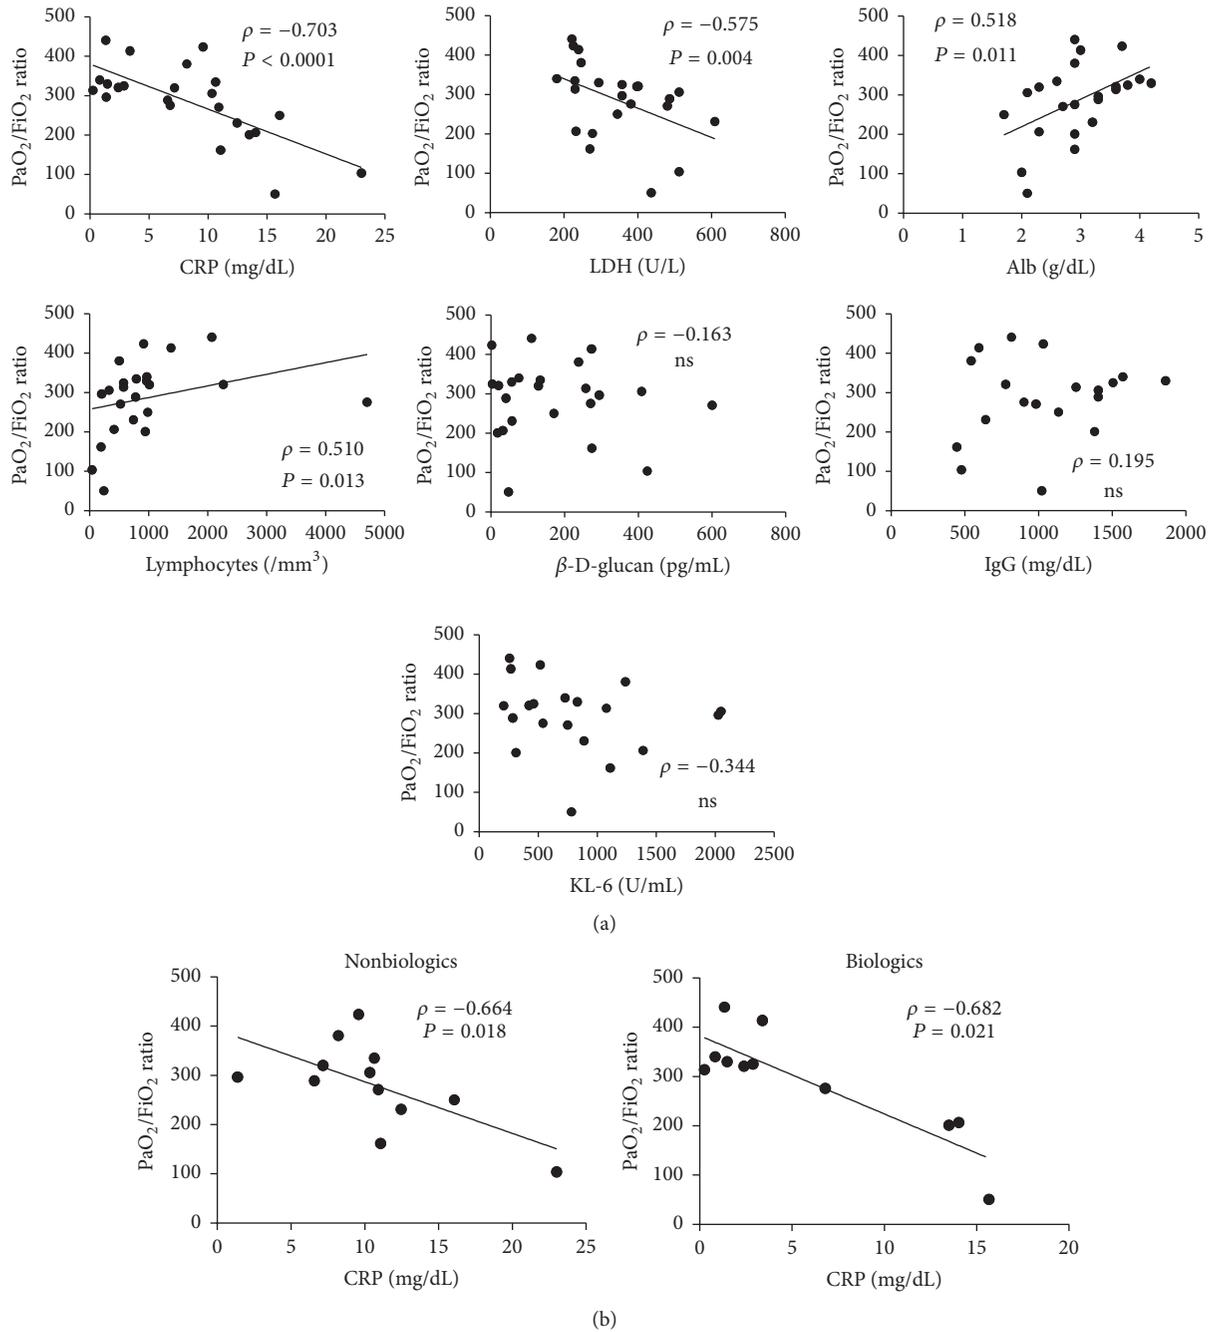 PaO2/FiO2 ratio
500
400
300
200
100
0
ρ = −0.703
P < 0.0001
0 5 10 15 20 25
CRP (mg/dL)
PaO2/FiO2 ratio
500
400
300
200
100
0
ρ = −0.575
P = 0.004
0 200 400 600 800
LDH (U/L)
PaO2/FiO2 ratio
500
400
300
200
100
0
ρ = 0.518
P = 0.011
0 1 2 3 4 5
Alb (g/dL)
PaO2/FiO2 ratio
500
400
300
200
100
0
ρ = 0.510
P = 0.013
0 1000 2000 3000 4000 5000
Lymphocytes (/mm3)
PaO2/FiO2 ratio
500
400
300
200
100
0
ρ = −0.163
ns
0 200 400 600 800
β-D-glucan (pg/mL)
PaO2/FiO2 ratio
500
400
300
200
100
0
ρ = 0.195
ns
0 500 1000 1500 2000
IgG (mg/dL)
PaO2/FiO2 ratio
500
400
300
200
100
0
ρ = −0.344
ns
0 500 1000 1500 2000 2500
KL-6 (U/mL)
(a)
Nonbiologics
PaO2/FiO2 ratio
500
400
300
200
100
0
ρ = −0.664
P = 0.018
0 5 10 15 20 25
CRP (mg/dL)
Biologics
PaO2/FiO2 ratio
500
400
300
200
100
0
ρ = −0.682
P = 0.021
0 5 10 15 20
CRP (mg/dL)
(b)